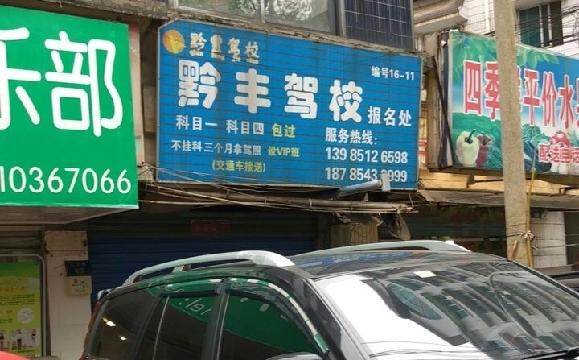 乐部
10367066
黔丰驾校
编号16-11
黔丰驾校 报名处
科目一 科目四 包过
服务热线:
不挂科三个月拿驾照 设VIP班
139 8512 6598
(交通车接送)
四季平价水